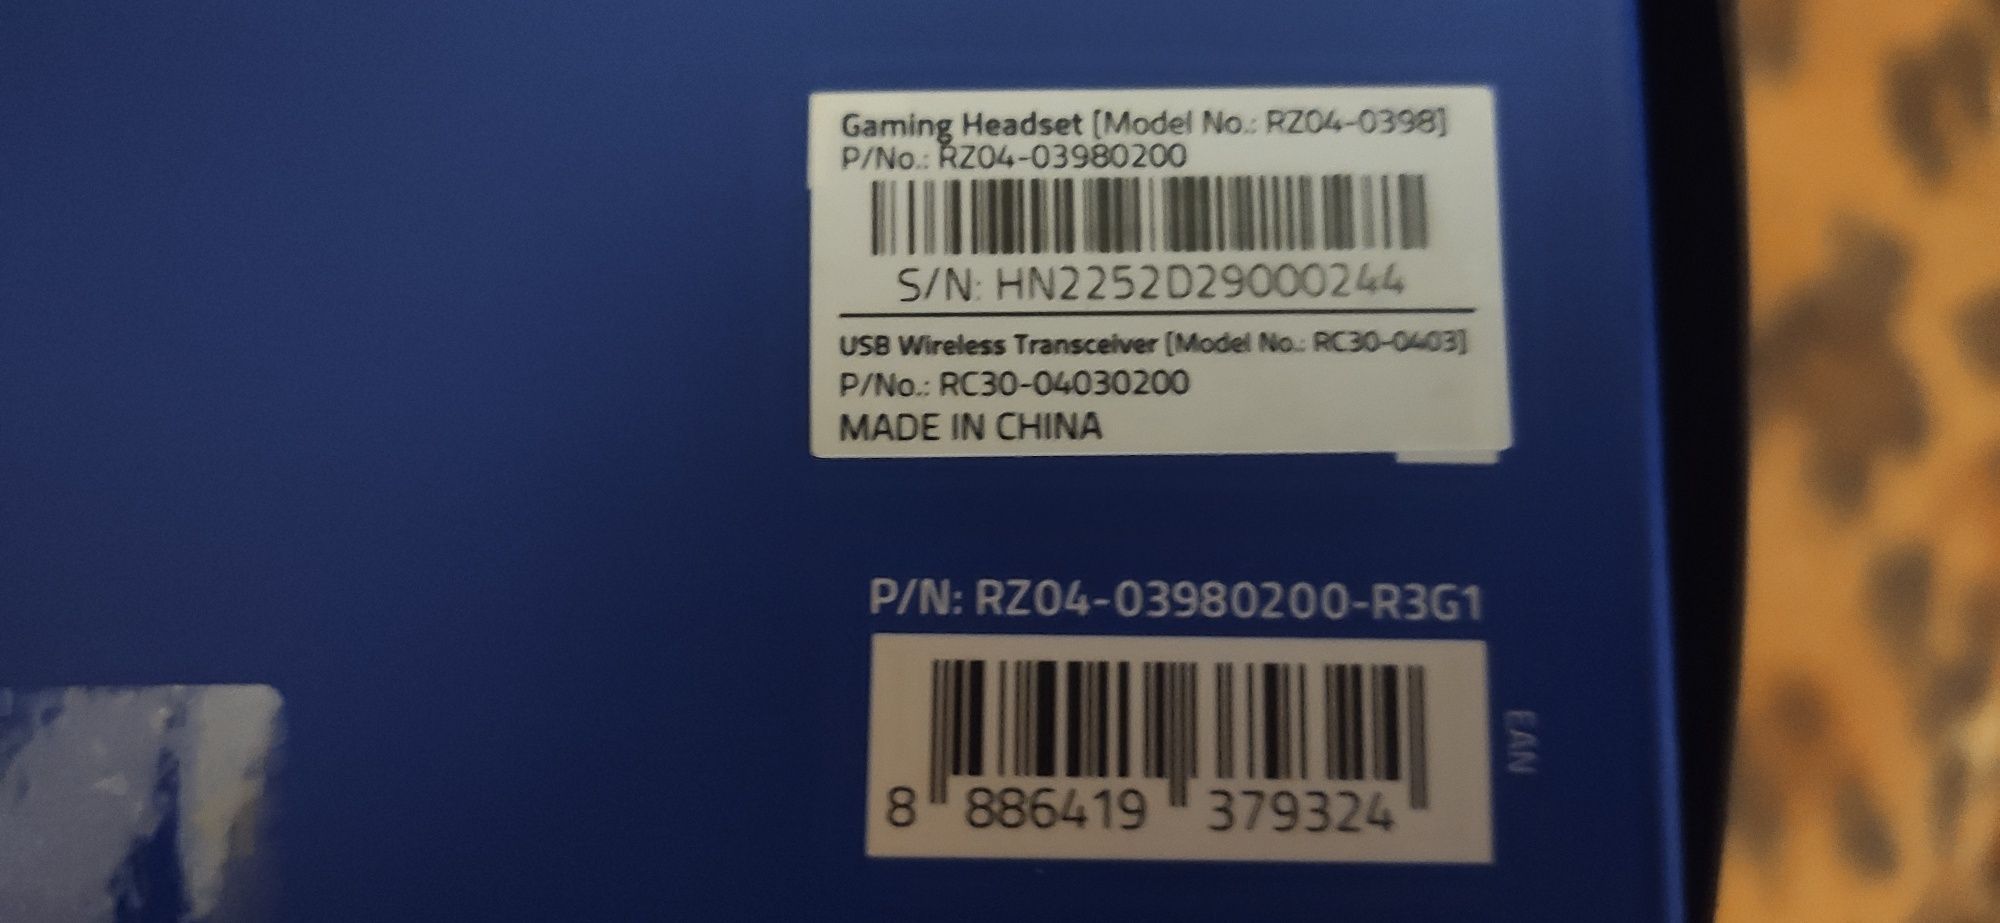 Gaming Headset [Model No.: RZ04-0398]
P/No.: RZ04-03980200
S/N: HN2252D29000244
USB Wireless Transceiver [Model No.: RC30-0403]
P/No.: RC30-04030200
MADE IN CHINA
P/N: RZ04-03980200-R3G1
EAN
8 886419 379324